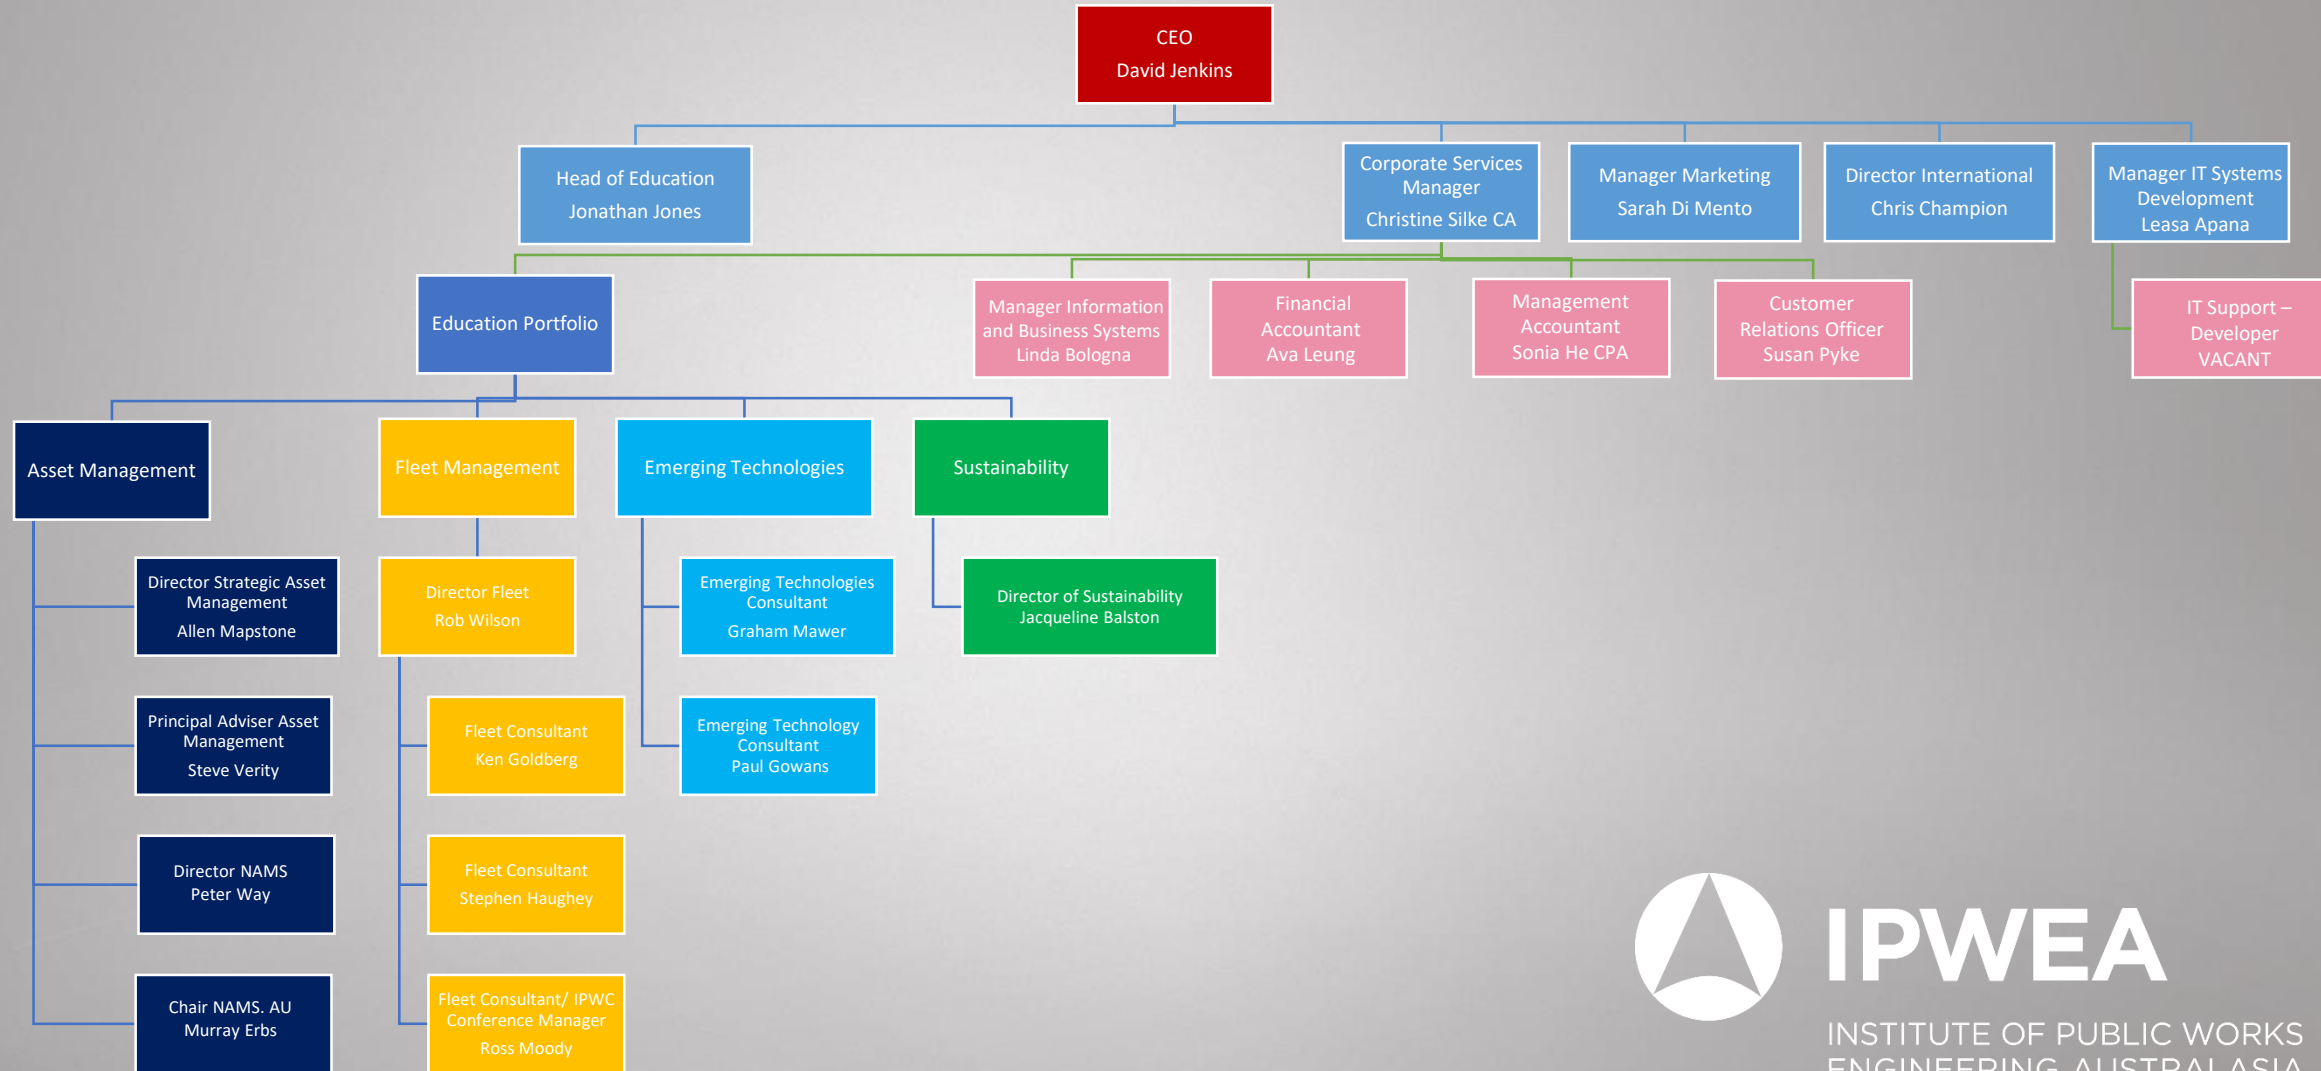 CEO
David Jenkins
Head of Education
Jonathan Jones
Corporate Services
Manager
Christine Silke CA
Manager Marketing
Sarah Di Mento
Director International
Chris Champion
Manager IT Systems
Development
Leasa Apana
Education Portfolio
Manager Information
and Business Systems
Linda Bologna
Financial
Accountant
Ava Leung
Management
Accountant
Sonia He CPA
Customer
Relations Officer
Susan Pyke
IT Support –
Developer
VACANT
Asset Management
Fleet Management
Emerging Technologies
Sustainability
Director Strategic Asset
Management
Allen Mapstone
Director Fleet
Rob Wilson
Emerging Technologies
Consultant
Graham Mawer
Director of Sustainability
Jacqueline Balston
Principal Adviser Asset
Management
Steve Verity
Fleet Consultant
Ken Goldberg
Emerging Technology
Consultant
Paul Gowans
Director NAMS
Peter Way
Fleet Consultant
Stephen Haughey
Chair NAMS. AU
Murray Erbs
Fleet Consultant/ IPWC
Conference Manager
Ross Moody
IPWEA
INSTITUTE OF PUBLIC WORKS
ENGINEERING AUSTRALASIA